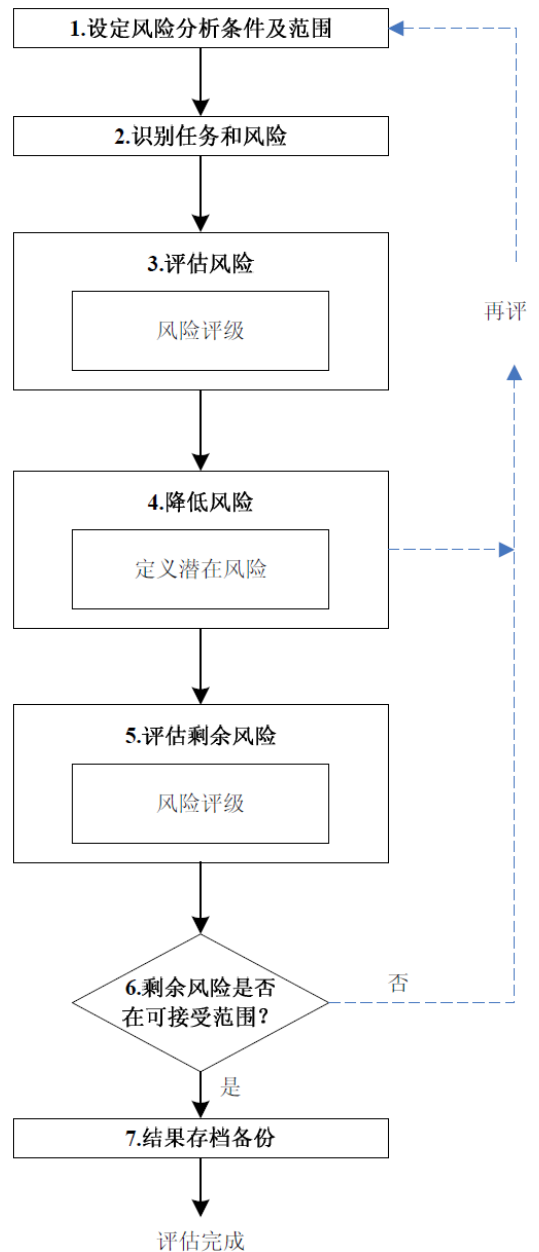 1.设定风险分析条件及范围
2.识别任务和风险
3.评估风险
风险评级
再评
4.降低风险
定义潜在风险
5.评估剩余风险
风险评级
6.剩余风险是否
在可接受范围?
否
是
7.结果存档备份
评估完成